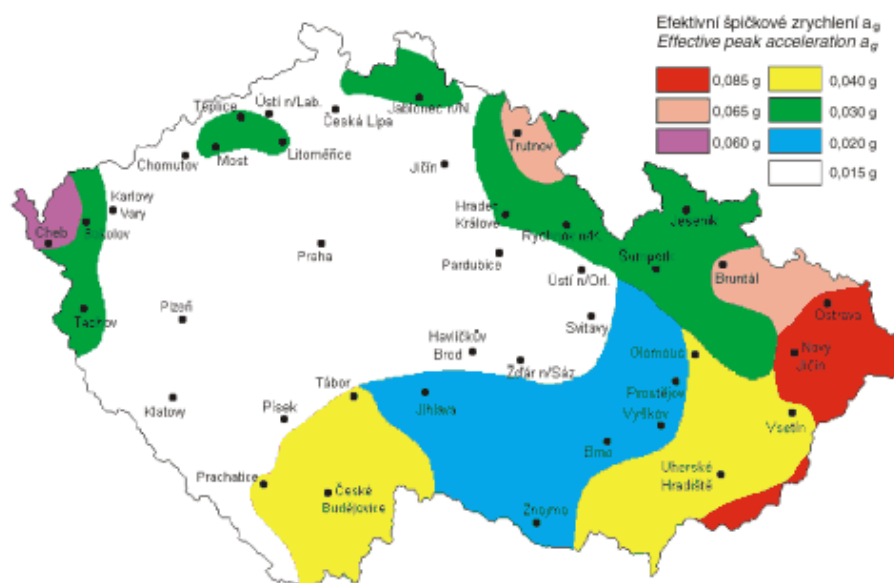 Efektivní špičkové zrychlení a_g
Effective peak acceleration a_g
0,085 g
0,040 g
0,065 g
0,030 g
0,060 g
0,020 g
0,015 g
Teplice
Ústí n/Lab.
Jablonec n/N
Česká Lípa
Most
Litoměřice
Chomutov
Trutnov
Jičín
Karlovy
Vary
Cheb
Sokolov
Hradec
Králové
Jeseník
Praha
Pardubice
Šumperk
Bruntál
Ústí n/Orl.
Tachov
Plzeň
Svitavy
Ostrava
Havlíčkův
Brod
Žďár n/Sáz
Olomouc
Nový
Jičín
Tábor
Jihlava
Prostějov
Klatovy
Písek
Vyškov
Vsetín
Brno
Prachatice
České
Budějovice
Uherské
Hradiště
Znojmo